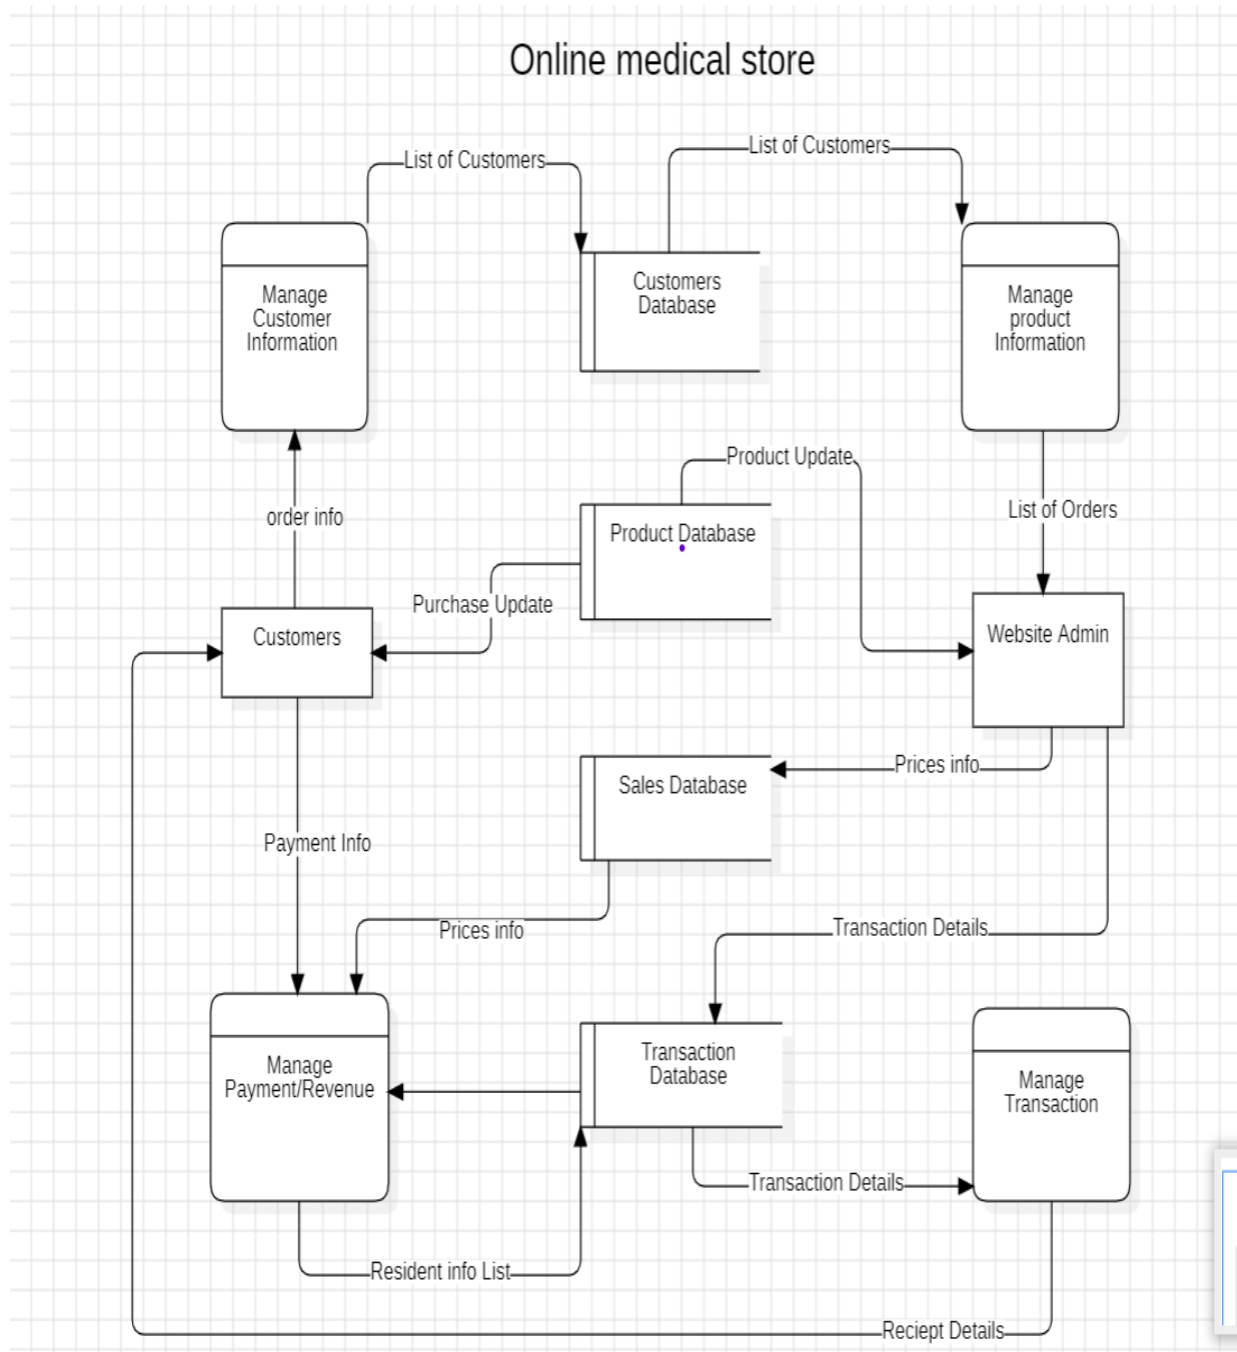 Online medical store
List of Customers
List of Customers
Manage
Customer
Information
Customers
Database
Manage
product
Information
Product Update
List of Orders
order info
Product Database
Purchase Update
Customers
Website Admin
Prices info
Sales Database
Payment Info
Prices info
Transaction Details
Manage
Payment/Revenue
Transaction
Database
Manage
Transaction
Transaction Details
Resident info List
Reciept Details